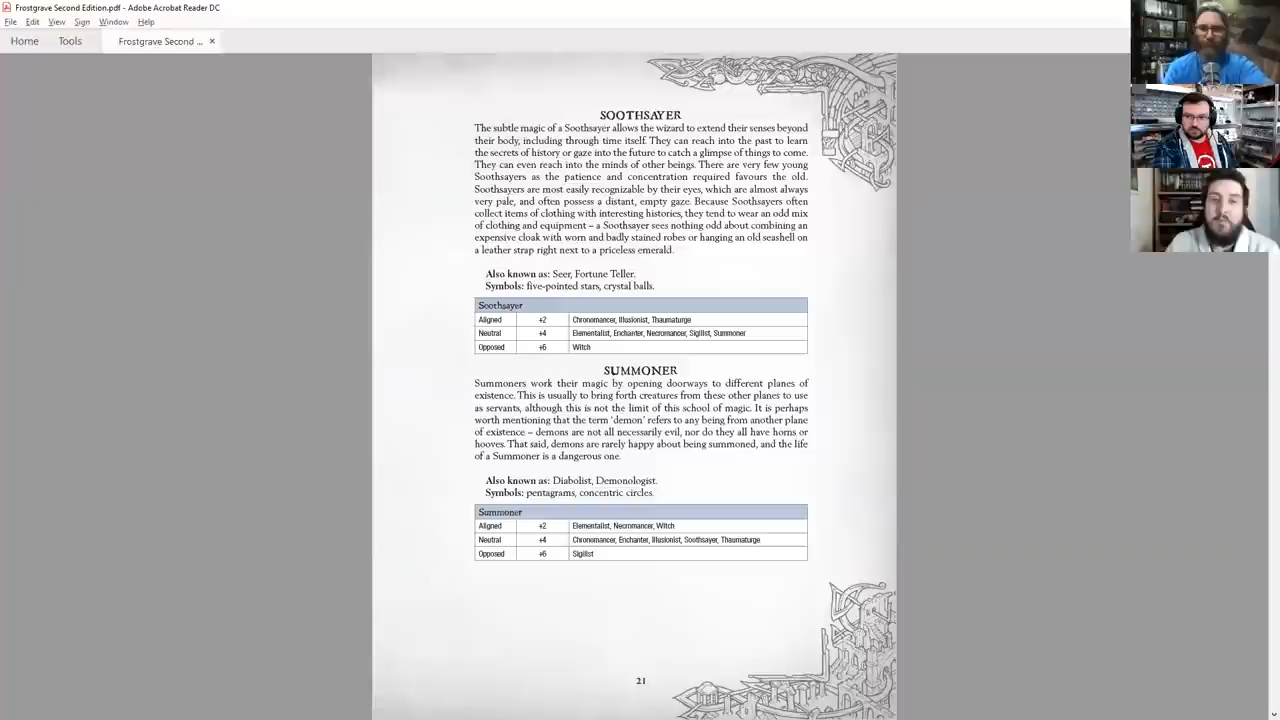 Frostgrave Second Edition.pdf - Adobe Acrobat Reader DC
File Edit View Sign Window Help
Home Tools Frostgrave Second ... ×
SOOTHSAYER
The subtle magic of a Soothsayer allows the wizard to extend their senses beyond
their body, including through time itself. They can reach into the past to learn
the secrets of history or gaze into the future to catch a glimpse of things to come.
They can even reach into the minds of other beings. There are very few young
Soothsayers as the patience and concentration required favours the old.
Soothsayers are most easily recognizable by their eyes, which are almost always
very pale, and often possess a distant, empty gaze. Because Soothsayers often
collect items of clothing with interesting histories, they tend to wear an odd mix
of clothing and equipment – a Soothsayer sees nothing odd about combining an
expensive cloak with worn and badly stained robes or hanging an old seashell on
a leather strap right next to a priceless emerald.
Also known as: Seer, Fortune Teller.
Symbols: five-pointed stars, crystal balls.
Soothsayer
Aligned +2 Chronomancer, Illusionist, Thaumaturge
Neutral +4 Elementalist, Enchanter, Necromancer, Sigilist, Summoner
Opposed +6 Witch
SUMMONER
Summoners work their magic by opening doorways to different planes of
existence. This is usually to bring forth creatures from these other planes to use
as servants, although this is not the limit of this school of magic. It is perhaps
worth mentioning that the term 'demon' refers to any being from another plane
of existence – demons are not all necessarily evil, nor do they all have horns or
hooves. That said, demons are rarely happy about being summoned, and the life
of a Summoner is a dangerous one.
Also known as: Diabolist, Demonologist.
Symbols: pentagrams, concentric circles.
Summoner
Aligned +2 Elementalist, Necromancer, Witch
Neutral +4 Chronomancer, Enchanter, Illusionist, Soothsayer, Thaumaturge
Opposed +6 Sigilist
21